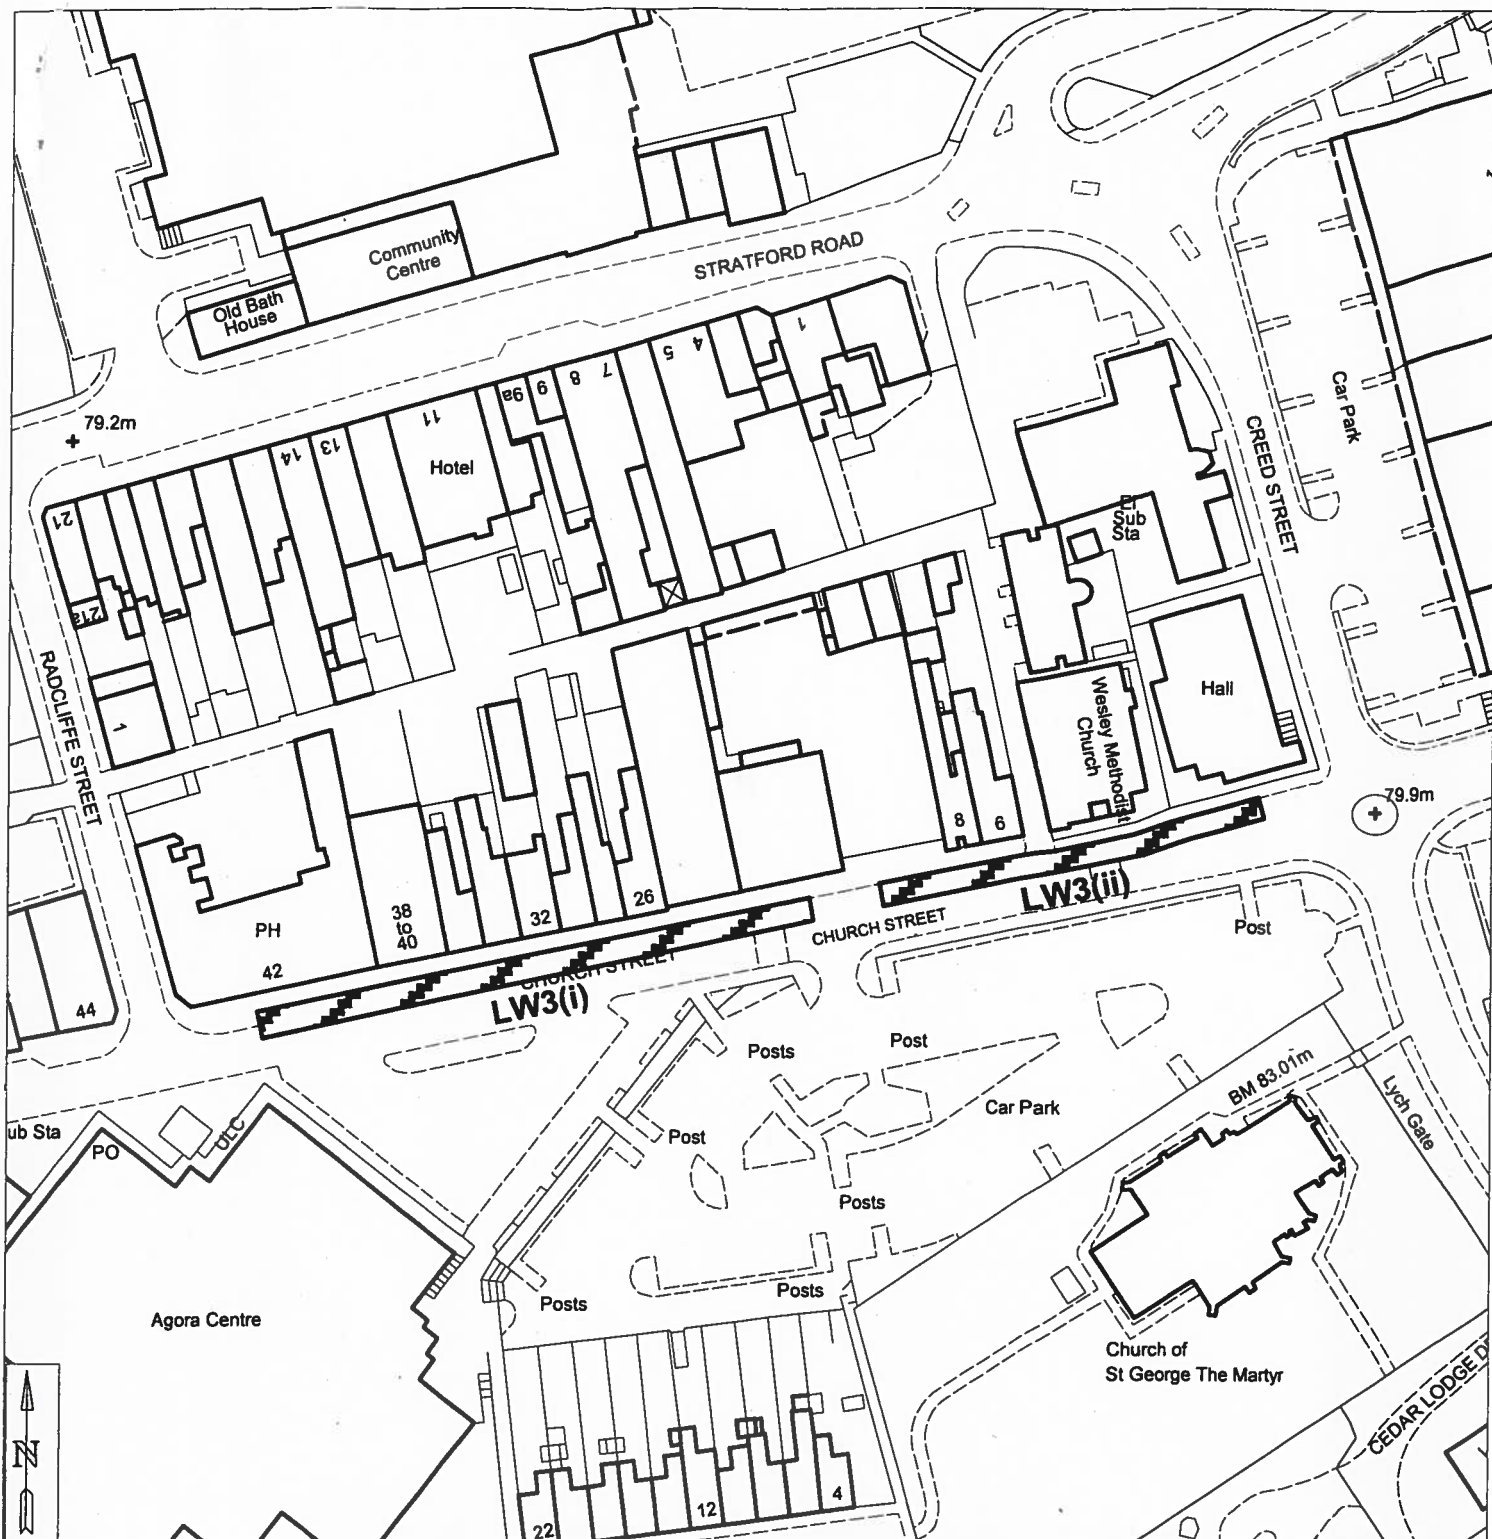 Community
Centre
STRATFORD ROAD
Old Bath
House
79.2m
21
14
13
11
Hotel
9a
9
8
7
5
4
1
El
Sub
Sta
CREED STREET
Car Park
21a
RADCLIFFE STREET
1
Wesley Methodist
Church
Hall
79.9m
8
6
PH
42
38
to
40
32
26
44
LW3(i)
CHURCH STREET
CHURCH STREET
LW3(ii)
Post
Posts
Post
Car Park
BM 83.01m
Lych Gate
ub Sta
PO
ULC
Post
Posts
Posts
Posts
Agora Centre
Church of
St George The Martyr
CEDAR LODGE D
N
22
12
4